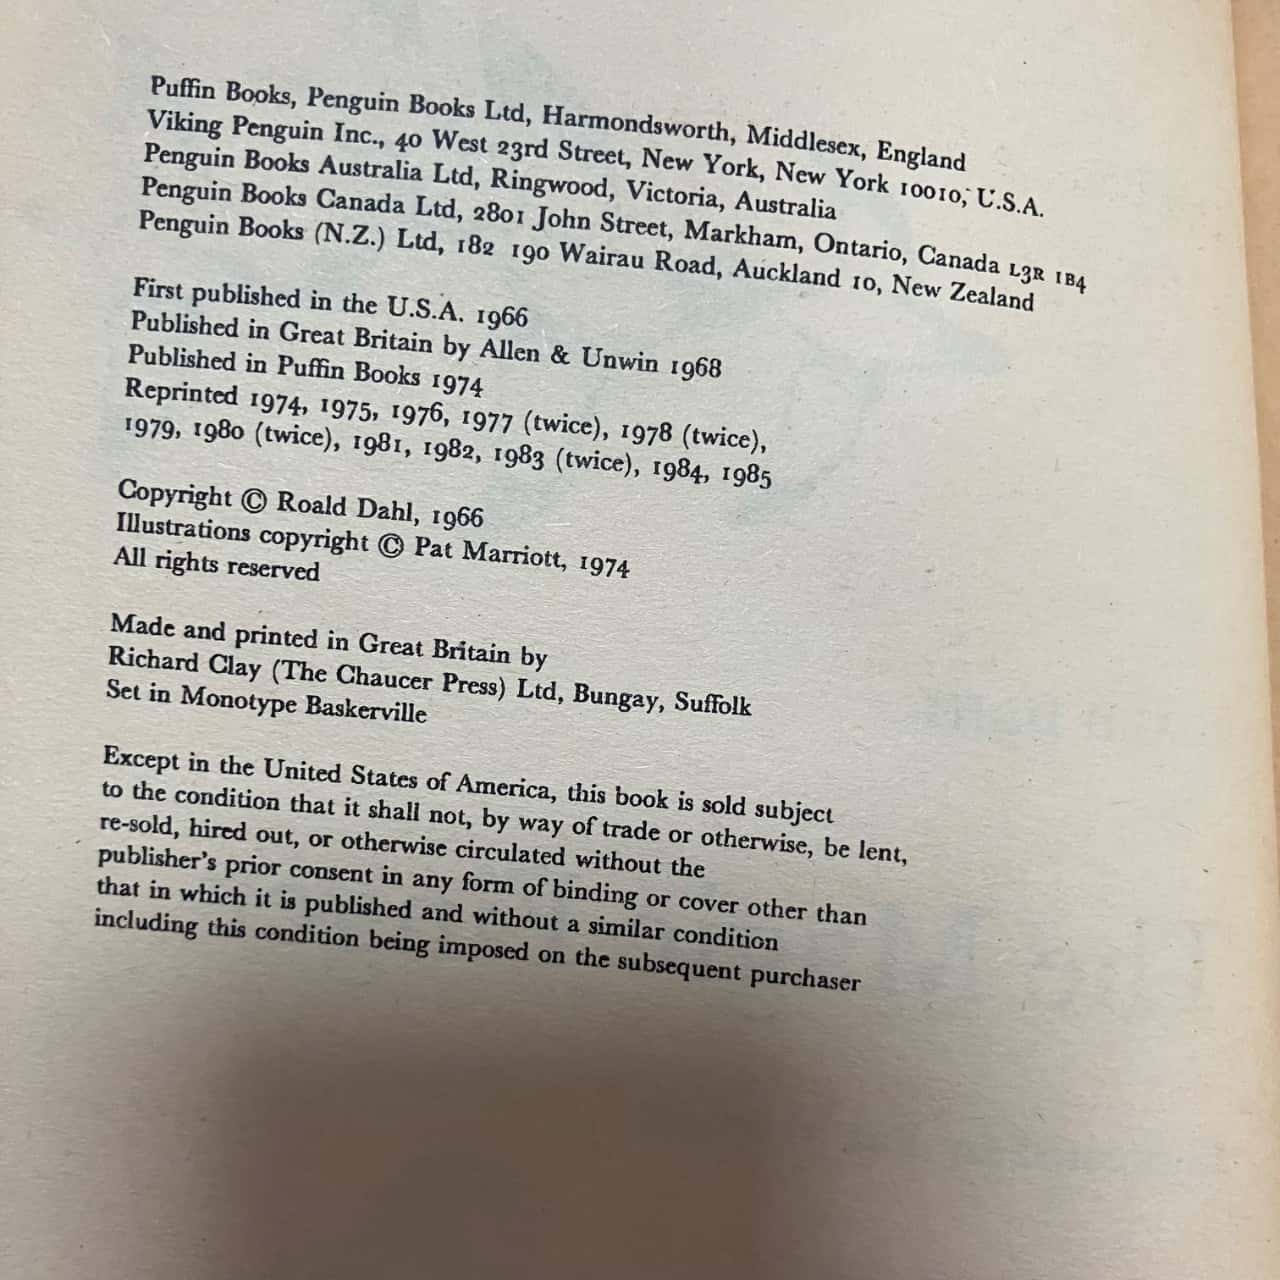 Puffin Books, Penguin Books Ltd, Harmondsworth, Middlesex, England
Viking Penguin Inc., 40 West 23rd Street, New York, New York 10010, U.S.A.
Penguin Books Australia Ltd, Ringwood, Victoria, Australia
Penguin Books Canada Ltd, 2801 John Street, Markham, Ontario, Canada L3R 1B4
Penguin Books (N.Z.) Ltd, 182 190 Wairau Road, Auckland 10, New Zealand
First published in the U.S.A. 1966
Published in Great Britain by Allen & Unwin 1968
Published in Puffin Books 1974
Reprinted 1974, 1975, 1976, 1977 (twice), 1978 (twice),
1979, 1980 (twice), 1981, 1982, 1983 (twice), 1984, 1985
Copyright © Roald Dahl, 1966
Illustrations copyright © Pat Marriott, 1974
All rights reserved
Made and printed in Great Britain by
Richard Clay (The Chaucer Press) Ltd, Bungay, Suffolk
Set in Monotype Baskerville
Except in the United States of America, this book is sold subject
to the condition that it shall not, by way of trade or otherwise, be lent,
re-sold, hired out, or otherwise circulated without the
publisher's prior consent in any form of binding or cover other than
that in which it is published and without a similar condition
including this condition being imposed on the subsequent purchaser